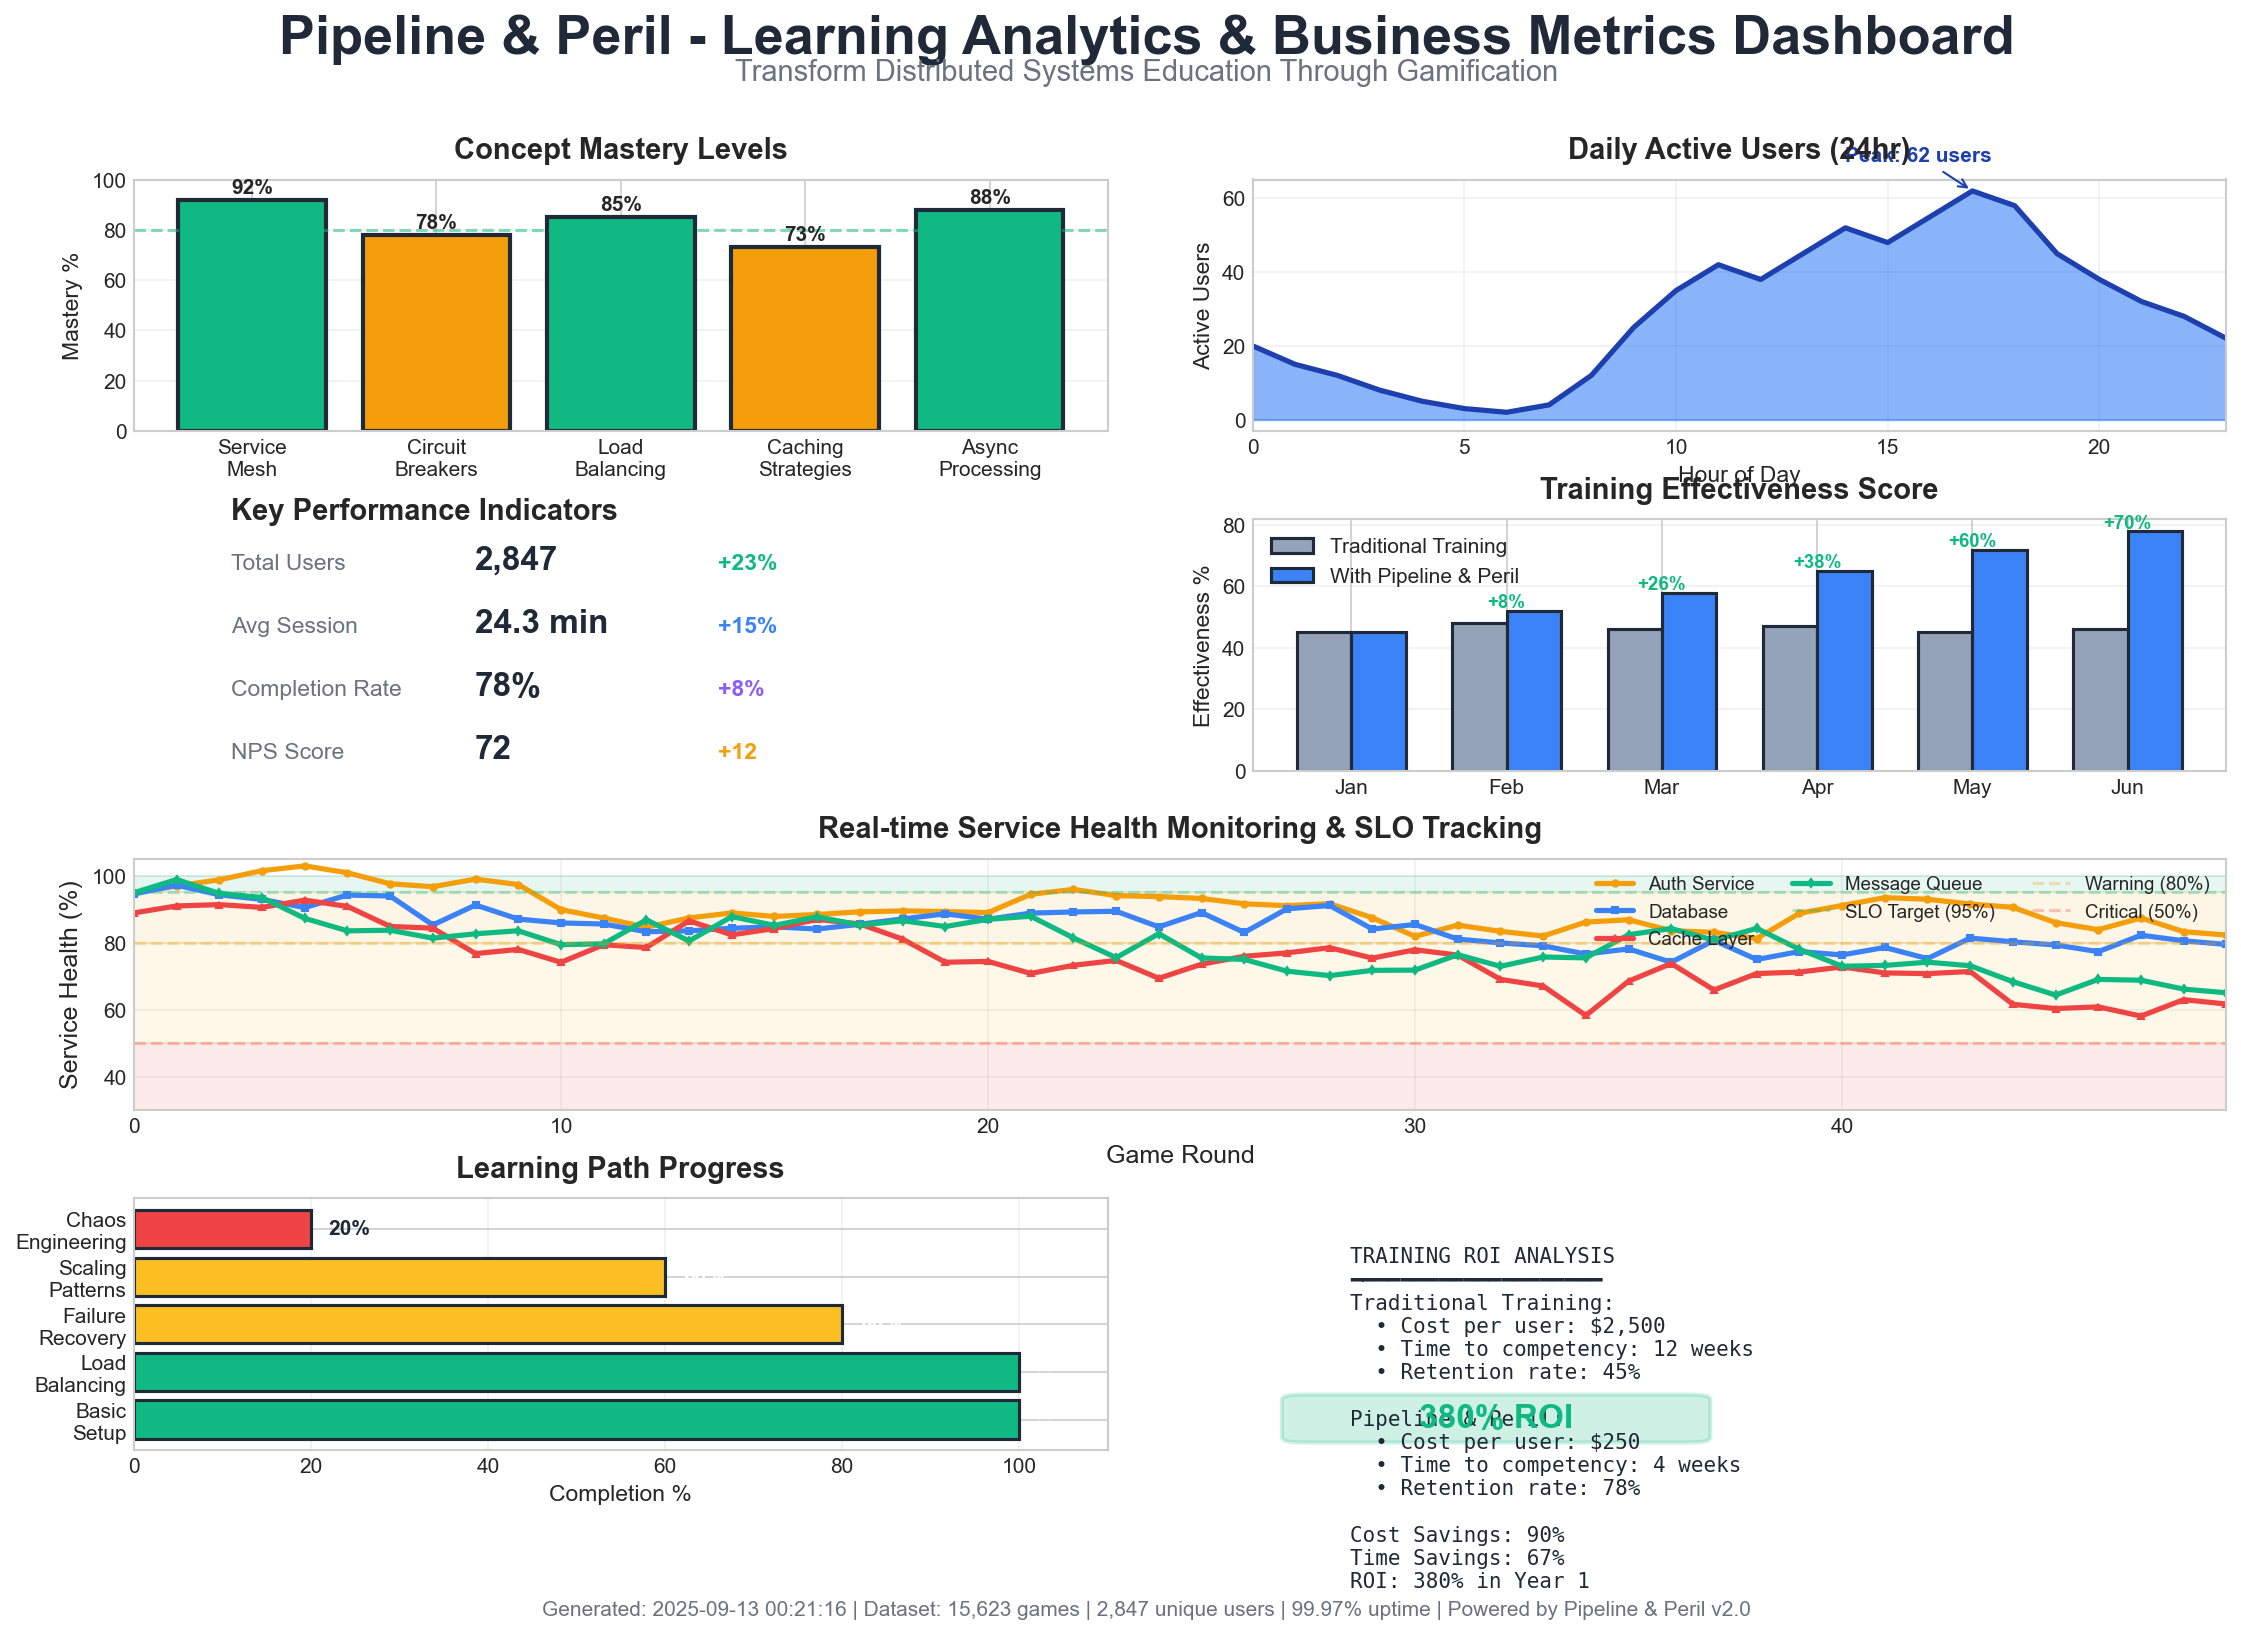 Pipeline & Peril - Learning Analytics & Business Metrics Dashboard
Transform Distributed Systems Education Through Gamification
Concept Mastery Levels
Mastery %
100
80
60
40
20
0
92%
78%
85%
73%
88%
Service
Mesh
Circuit
Breakers
Load
Balancing
Caching
Strategies
Async
Processing
Daily Active Users (24hr)
Peak: 62 users
Active Users
60
40
20
0
0
5
10
15
20
Hour of Day
Key Performance Indicators
Total Users 2,847 +23%
Avg Session 24.3 min +15%
Completion Rate 78% +8%
NPS Score 72 +12
Training Effectiveness Score
Effectiveness %
80
60
40
20
0
Traditional Training
With Pipeline & Peril
+8%
+26%
+38%
+60%
+70%
Jan
Feb
Mar
Apr
May
Jun
Real-time Service Health Monitoring & SLO Tracking
Service Health (%)
100
80
60
40
Auth Service
Database
Cache Layer
Message Queue
SLO Target (95%)
Warning (80%)
Critical (50%)
0
10
20
30
40
Game Round
Learning Path Progress
Chaos
Engineering
Scaling
Patterns
Failure
Recovery
Load
Balancing
Basic
Setup
20%
0
20
40
60
80
100
Completion %
TRAINING ROI ANALYSIS
Traditional Training:
• Cost per user: $2,500
• Time to competency: 12 weeks
• Retention rate: 45%
Pipeline & Peril:
380% ROI
• Cost per user: $250
• Time to competency: 4 weeks
• Retention rate: 78%
Cost Savings: 90%
Time Savings: 67%
ROI: 380% in Year 1
Generated: 2025-09-13 00:21:16 | Dataset: 15,623 games | 2,847 unique users | 99.97% uptime | Powered by Pipeline & Peril v2.0